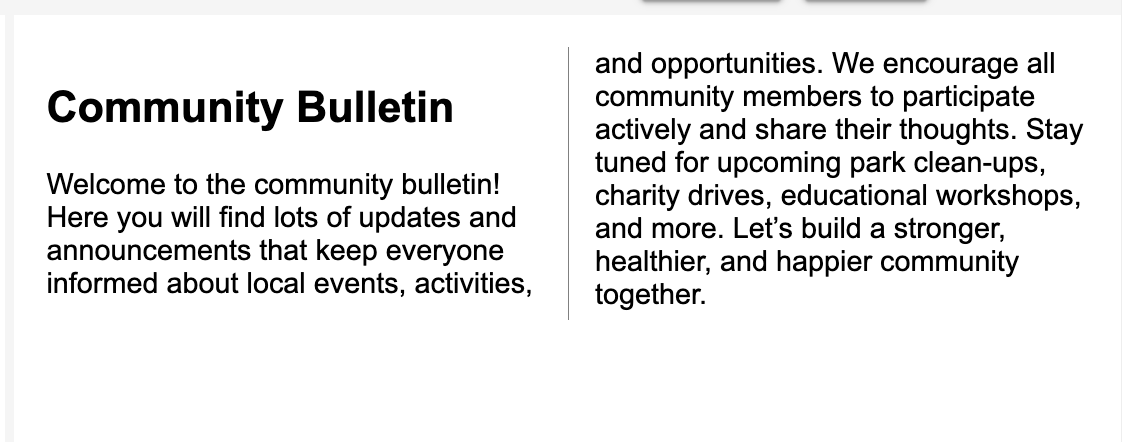 Community Bulletin
Welcome to the community bulletin!
Here you will find lots of updates and
announcements that keep everyone
informed about local events, activities,
and opportunities. We encourage all
community members to participate
actively and share their thoughts. Stay
tuned for upcoming park clean-ups,
charity drives, educational workshops,
and more. Let’s build a stronger,
healthier, and happier community
together.